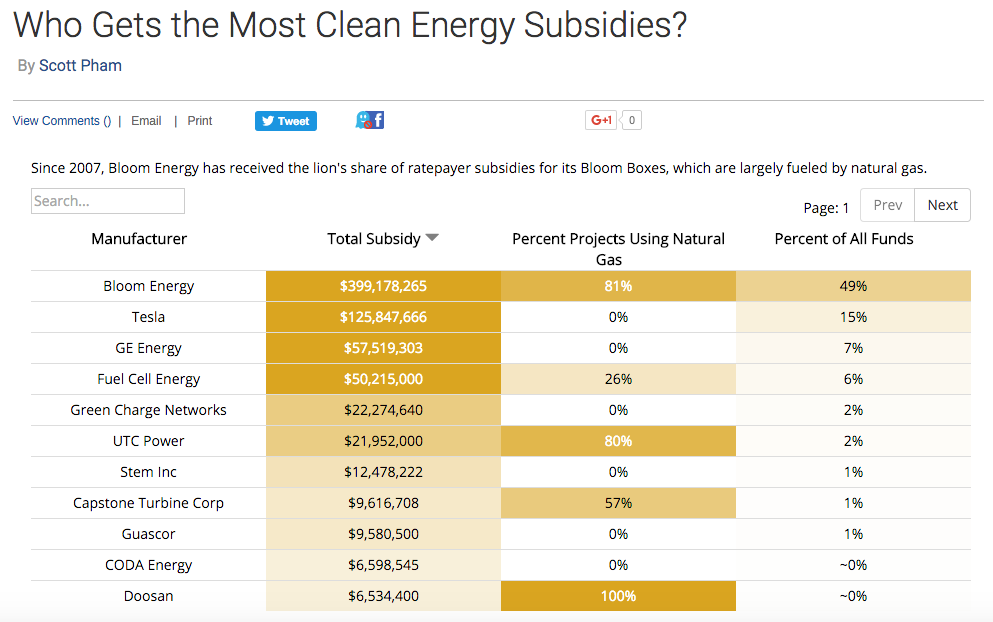 Who Gets the Most Clean Energy Subsidies?
By Scott Pham
View Comments () | Email | Print Tweet f G+1 0
Since 2007, Bloom Energy has received the lion's share of ratepayer subsidies for its Bloom Boxes, which are largely fueled by natural gas.
Search... Page: 1 Prev Next
Manufacturer Total Subsidy Percent Projects Using Natural Percent of All Funds
Gas
Bloom Energy $399,178,265 81% 49%
Tesla $125,847,666 0% 15%
GE Energy $57,519,303 0% 7%
Fuel Cell Energy $50,215,000 26% 6%
Green Charge Networks $22,274,640 0% 2%
UTC Power $21,952,000 80% 2%
Stem Inc $12,478,222 0% 1%
Capstone Turbine Corp $9,616,708 57% 1%
Guascor $9,580,500 0% 1%
CODA Energy $6,598,545 0% ~0%
Doosan $6,534,400 100% ~0%